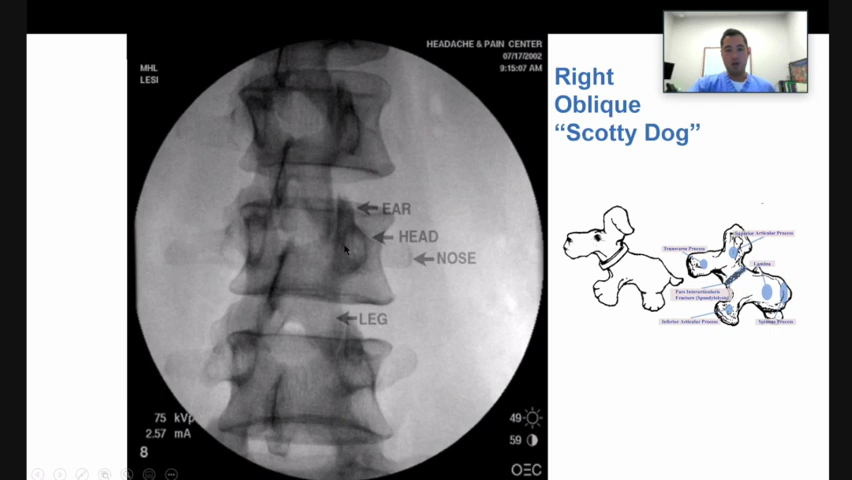 HEADACHE & PAIN CENTER
07/17/2002
9:15:07 AM
MHL
LESI
EAR
HEAD
NOSE
LEG
75 kVp
2.57 mA
8
49
59
OEC
Right
Oblique
“Scotty Dog”
Superior Articular Process
Transverse Process
Lamina
Pars Interarticularis
Fracture (Spondylolysis)
Inferior Articular Process
Spinous Process